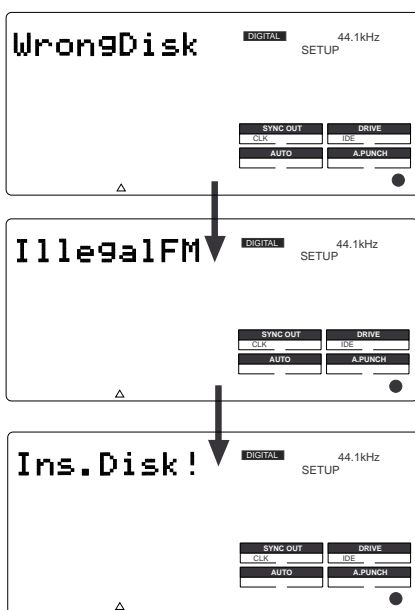 WrongDisk DIGITAL 44.1kHz
SETUP
SYNC OUT DRIVE
CLK IDE
AUTO A.PUNCH
IllegalFM DIGITAL 44.1kHz
SETUP
SYNC OUT DRIVE
CLK IDE
AUTO A.PUNCH
Ins.Disk! DIGITAL 44.1kHz
SETUP
SYNC OUT DRIVE
CLK IDE
AUTO A.PUNCH